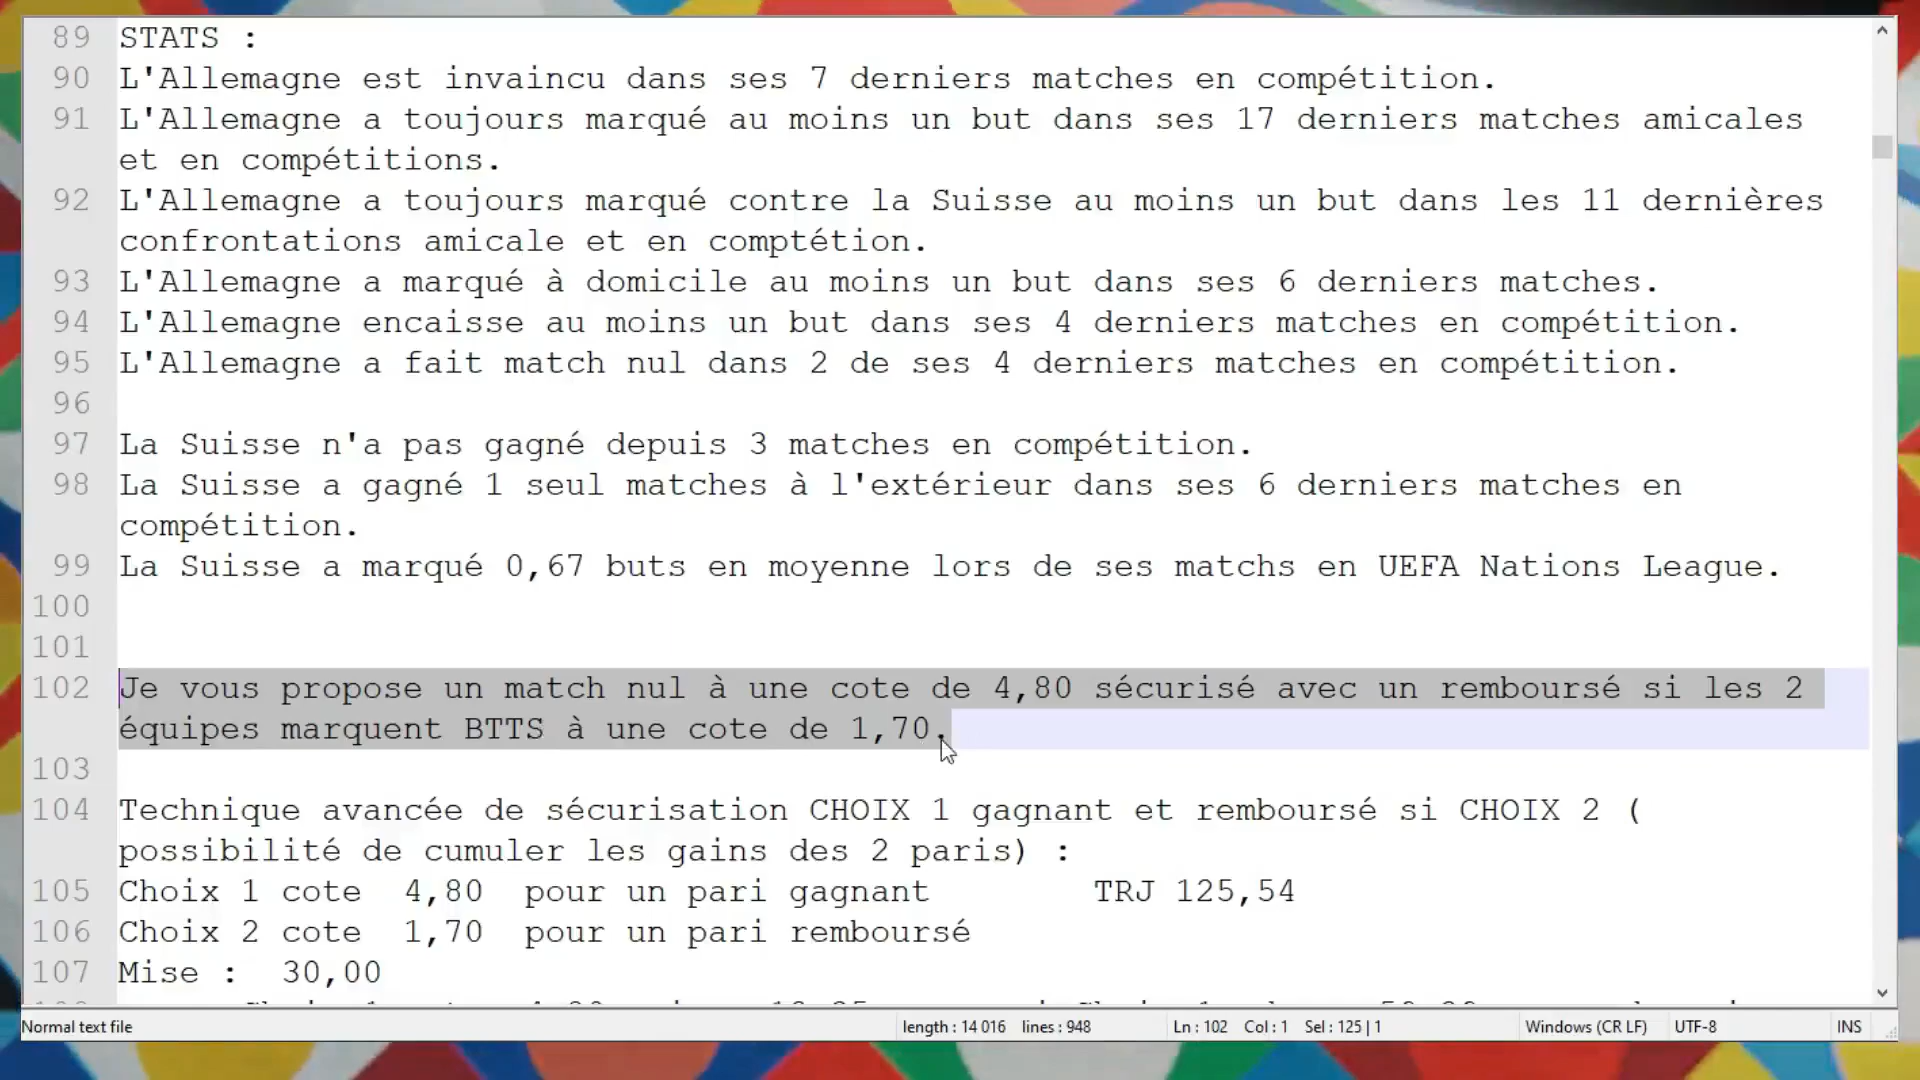 89 STATS :
90 L'Allemagne est invaincu dans ses 7 derniers matches en compétition.
91 L'Allemagne a toujours marqué au moins un but dans ses 17 derniers matches amicales
et en compétitions.
92 L'Allemagne a toujours marqué contre la Suisse au moins un but dans les 11 dernières
confrontations amicale et en comptétion.
93 L'Allemagne a marqué à domicile au moins un but dans ses 6 derniers matches.
94 L'Allemagne encaisse au moins un but dans ses 4 derniers matches en compétition.
95 L'Allemagne a fait match nul dans 2 de ses 4 derniers matches en compétition.
96
97 La Suisse n'a pas gagné depuis 3 matches en compétition.
98 La Suisse a gagné 1 seul matches à l'extérieur dans ses 6 derniers matches en
compétition.
99 La Suisse a marqué 0,67 buts en moyenne lors de ses matchs en UEFA Nations League.
100
101
102 Je vous propose un match nul à une cote de 4,80 sécurisé avec un remboursé si les 2
équipes marquent BTTS à une cote de 1,70.
103
104 Technique avancée de sécurisation CHOIX 1 gagnant et remboursé si CHOIX 2 (
possibilité de cumuler les gains des 2 paris) :
105 Choix 1 cote 4,80 pour un pari gagnant TRJ 125,54
106 Choix 2 cote 1,70 pour un pari remboursé
107 Mise : 30,00
Normal text file length : 14 016 lines : 948 Ln : 102 Col : 1 Sel : 125 | 1 Windows (CR LF) UTF-8 INS